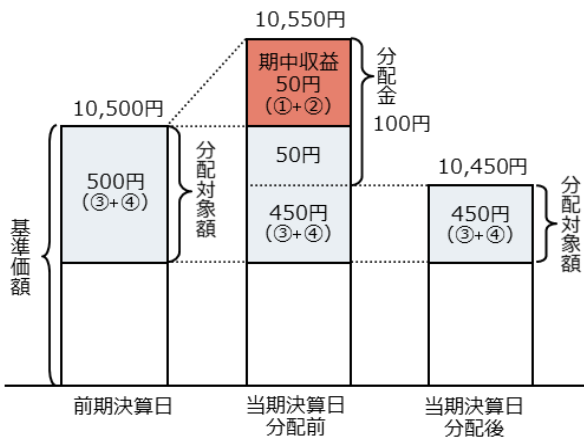 10,550円
期中収益
50円
(①+②)
分配金
100円
10,500円
50円
500円
(③+④)
分配対象額
450円
(③+④)
10,450円
450円
(③+④)
分配対象額
基準価額
前期決算日
当期決算日
分配前
当期決算日
分配後